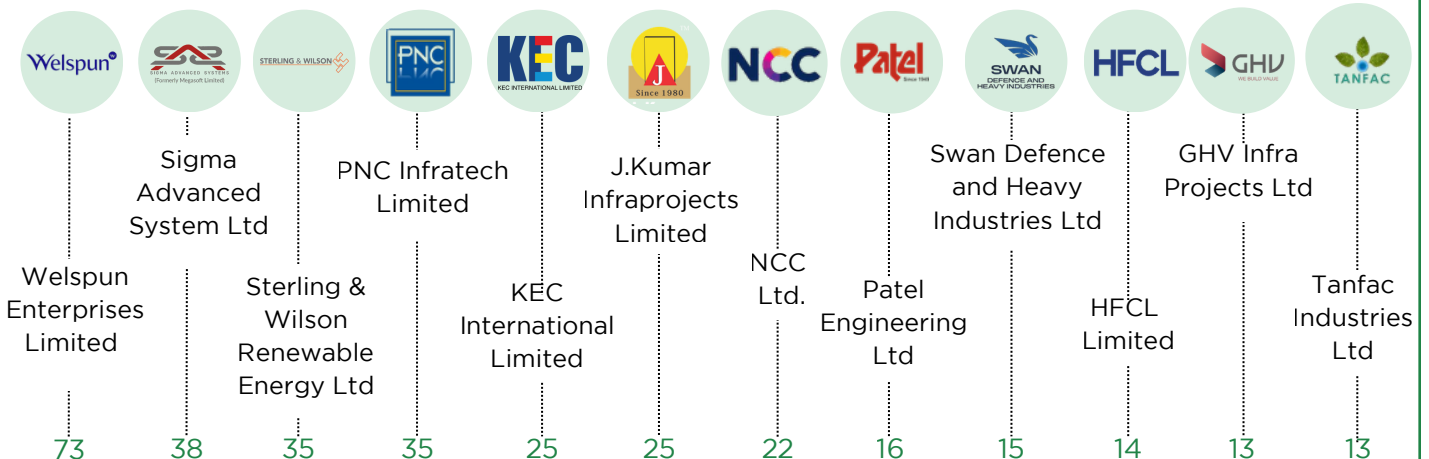 Welspun
SIGMA ADVANCED SYSTEMS
(Formerly Megasoft Limited)
STERLING & WILSON
PNC
KEC
KEC INTERNATIONAL LIMITED
J
Since 1980
NCC
Patel
Since 1949
SWAN
DEFENCE AND
HEAVY INDUSTRIES
HFCL
GHV
WE BUILD VALUE
TANFAC
Welspun
Enterprises
Limited
Sigma
Advanced
System Ltd
Sterling &
Wilson
Renewable
Energy Ltd
PNC Infratech
Limited
KEC
International
Limited
J.Kumar
Infraprojects
Limited
NCC
Ltd.
Patel
Engineering
Ltd
Swan Defence
and Heavy
Industries Ltd
HFCL
Limited
GHV Infra
Projects Ltd
Tanfac
Industries
Ltd
73 38 35 35 25 25 22 16 15 14 13 13